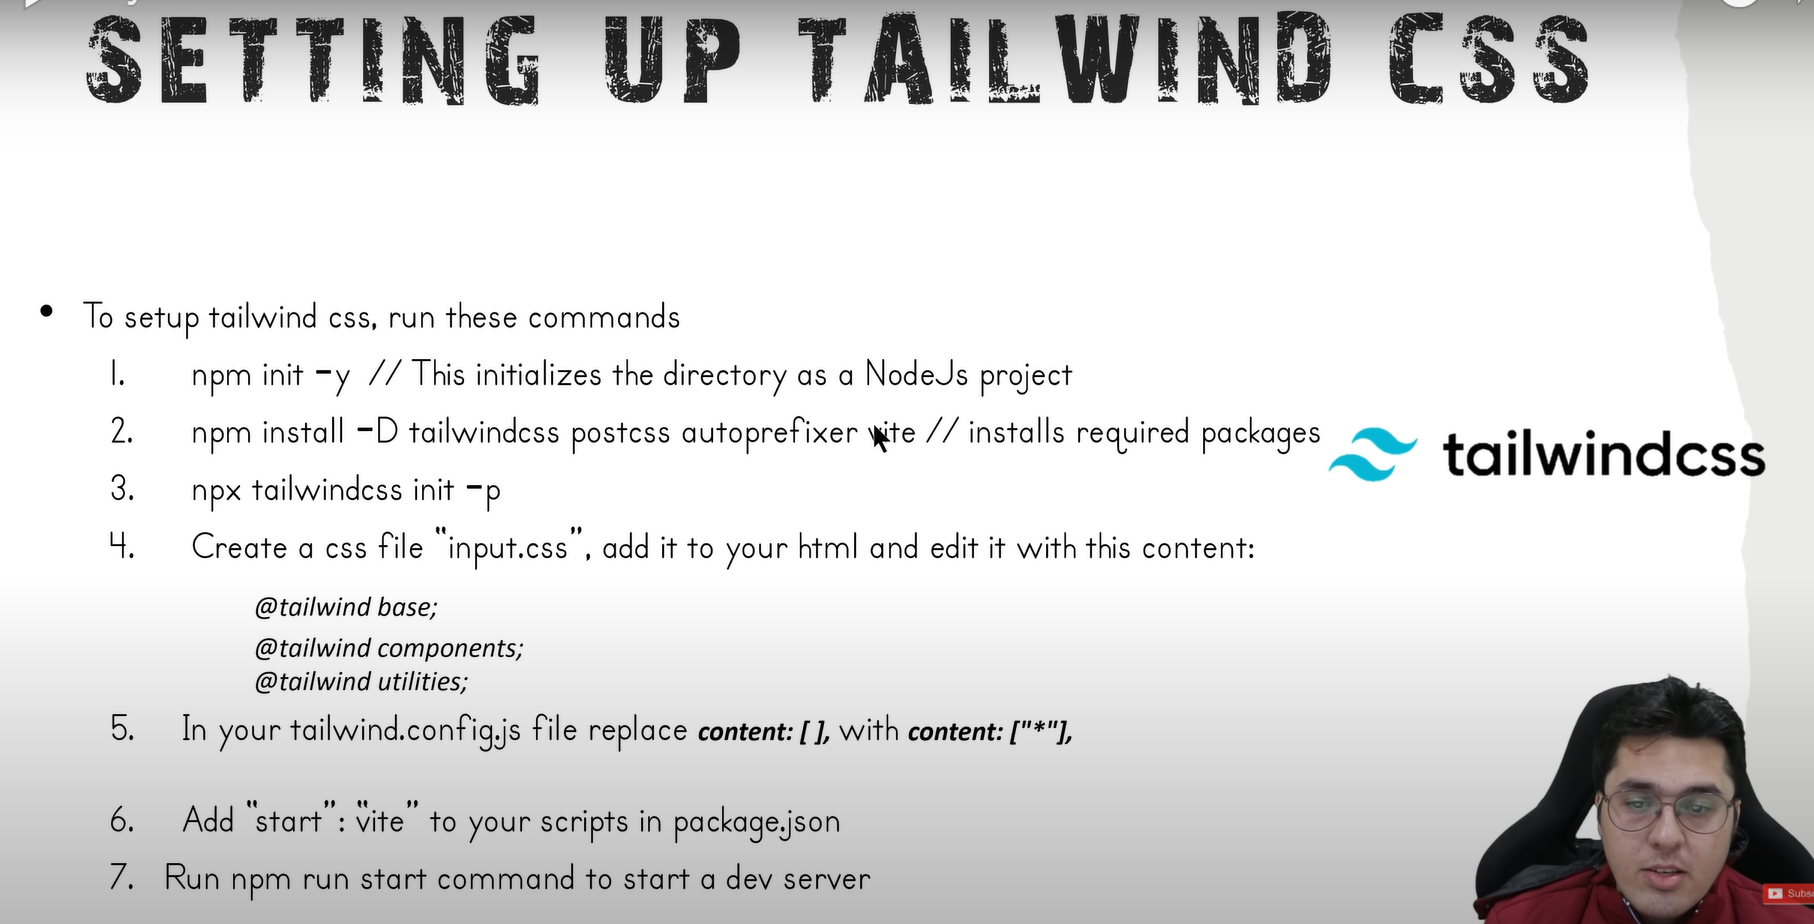 SETTING UP TAILWIND CSS
• To setup tailwind css, run these commands
1. npm init -y // This initializes the directory as a NodeJs project
2. npm install -D tailwindcss postcss autoprefixer vite // installs required packages
tailwindcss
3. npx tailwindcss init -p
4. Create a css file "input.css", add it to your html and edit it with this content:
@tailwind base;
@tailwind components;
@tailwind utilities;
5. In your tailwind.config.js file replace content: [ ], with content: ["*"],
6. Add "start": "vite" to your scripts in package.json
7. Run npm run start command to start a dev server